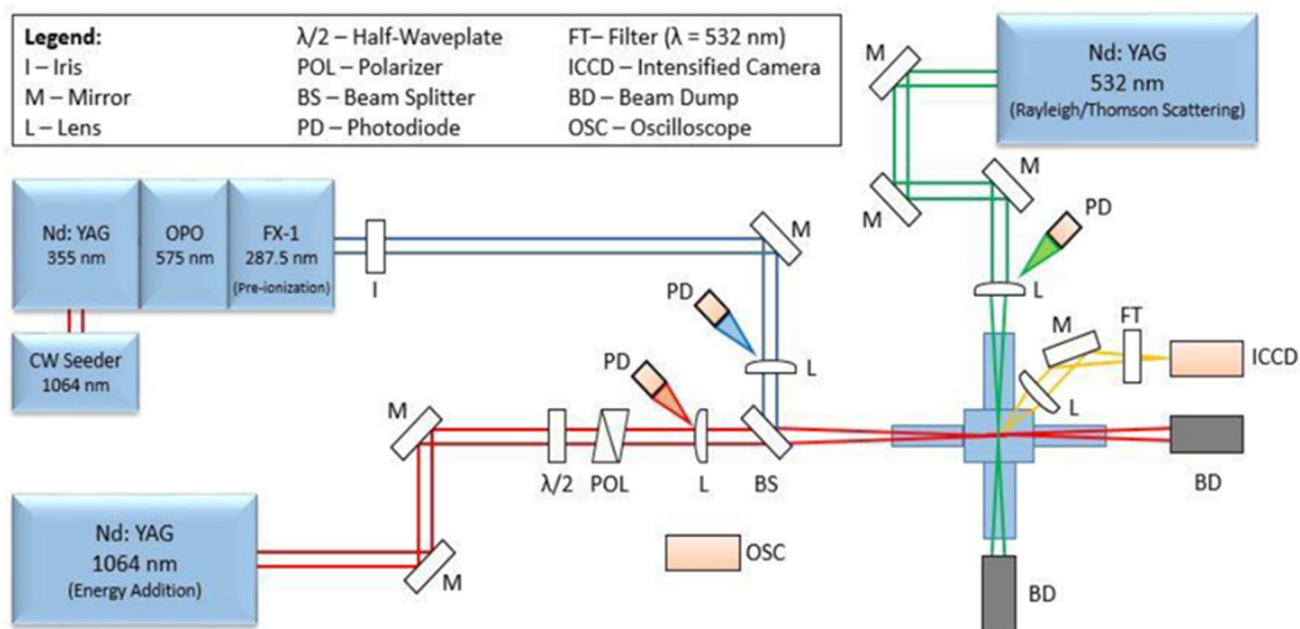 Legend:
I – Iris
M – Mirror
L – Lens
λ/2 – Half-Waveplate
POL – Polarizer
BS – Beam Splitter
PD – Photodiode
FT– Filter (λ = 532 nm)
ICCD – Intensified Camera
BD – Beam Dump
OSC – Oscilloscope
Nd: YAG
532 nm
(Rayleigh/Thomson Scattering)
M
M
M
PD
L
Nd: YAG
355 nm
OPO
575 nm
FX-1
287.5 nm
(Pre-ionization)
I
M
PD
L
CW Seeder
1064 nm
PD
M
λ/2
POL
L
BS
M
FT
ICCD
L
BD
Nd: YAG
1064 nm
(Energy Addition)
M
OSC
BD